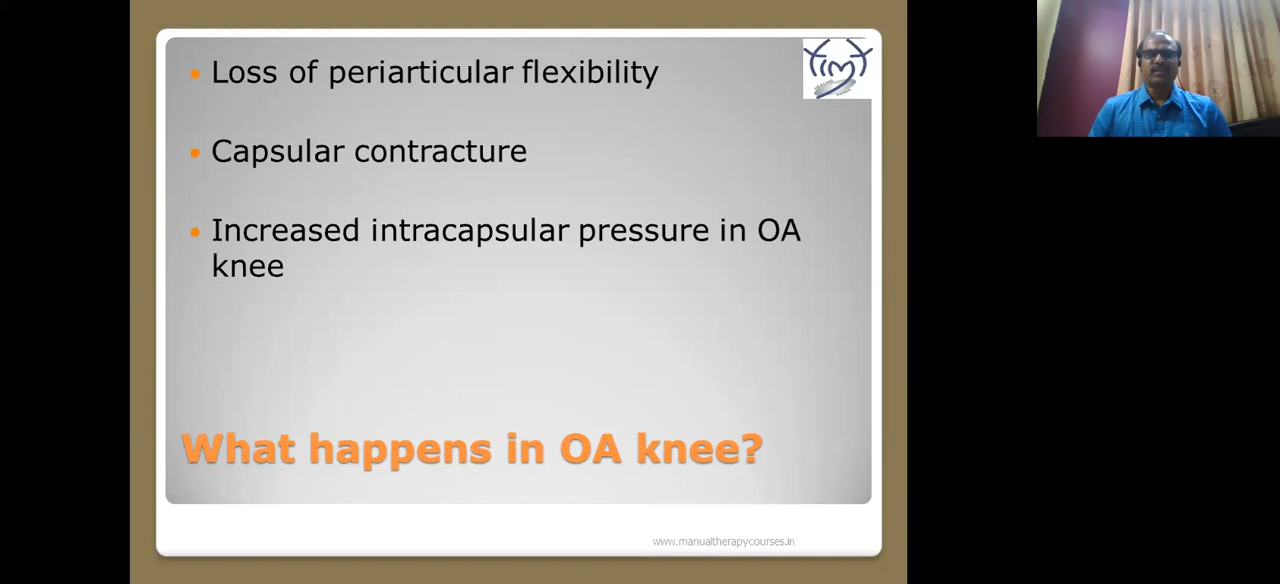 Loss of periarticular flexibility
Capsular contracture
Increased intracapsular pressure in OA
knee
What happens in OA knee?
www.manualtherapycourses.in